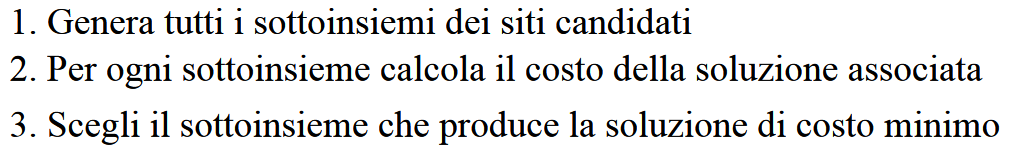 1. Genera tutti i sottoinsiemi dei siti candidati
2. Per ogni sottoinsieme calcola il costo della soluzione associata
3. Scegli il sottoinsieme che produce la soluzione di costo minimo